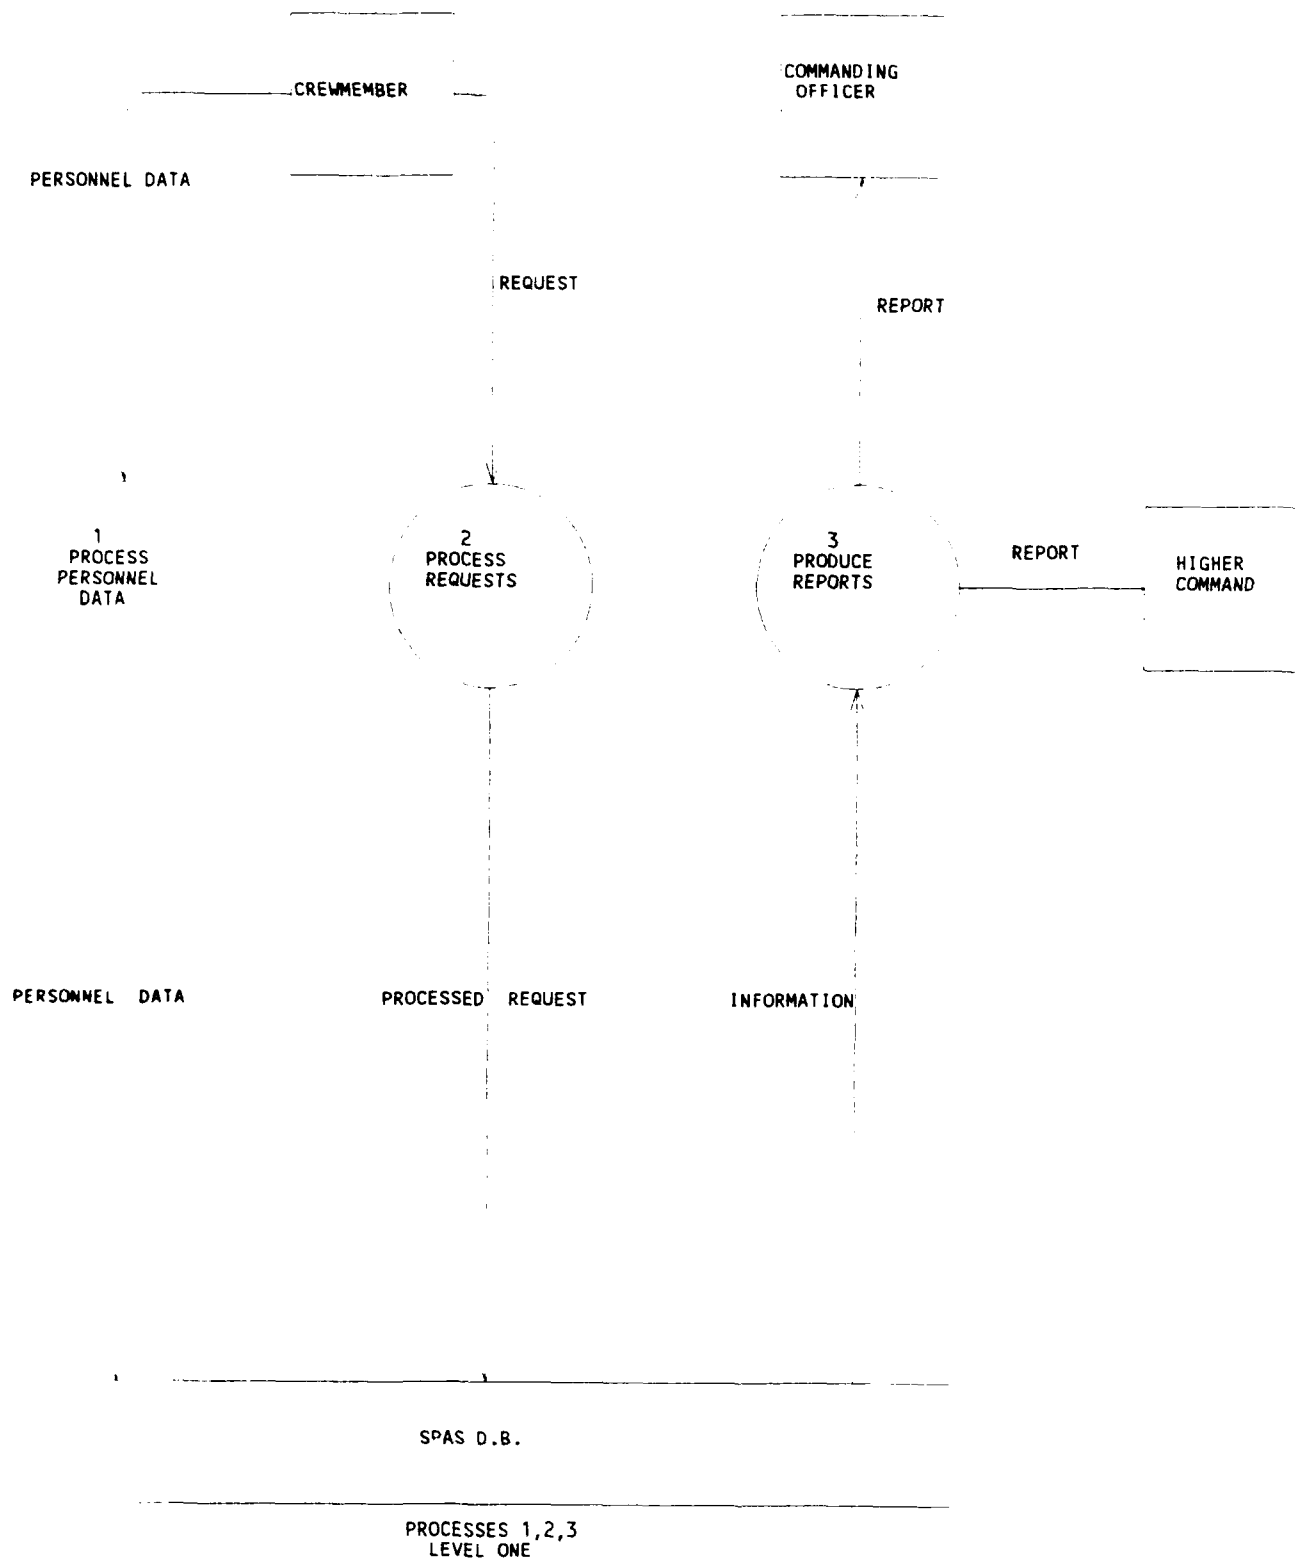 CREWMEMBER
COMMANDING
OFFICER
PERSONNEL DATA
REQUEST
REPORT
1
PROCESS
PERSONNEL
DATA
2
PROCESS
REQUESTS
3
PRODUCE
REPORTS
REPORT
HIGHER
COMMAND
PERSONNEL DATA
PROCESSED REQUEST
INFORMATION
SPAS D.B.
PROCESSES 1,2,3
LEVEL ONE